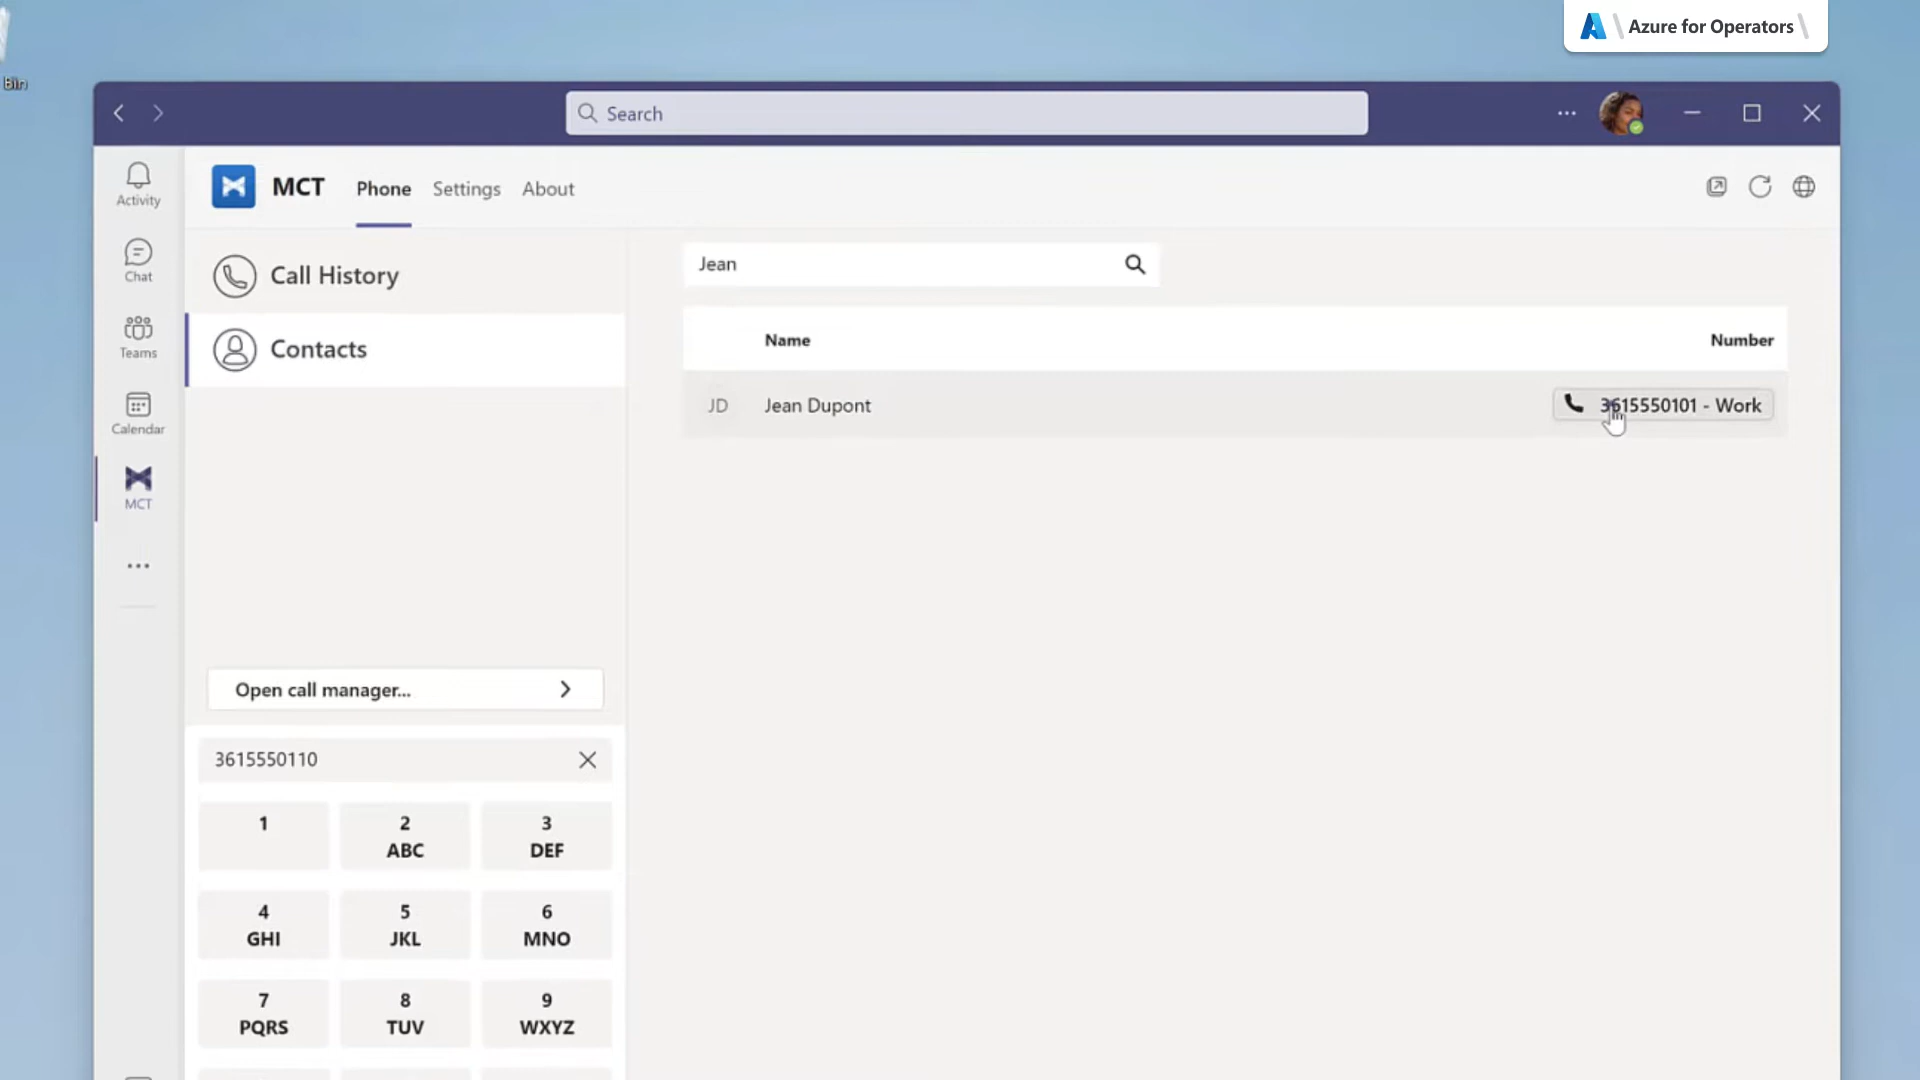 Azure for Operators
Bin
Search
Activity
Chat
Teams
Calendar
MCT
MCT
Phone
Settings
About
Call History
Contacts
Jean
Name
Number
JD
Jean Dupont
3615550101 - Work
Open call manager...
3615550110
1
2
ABC
3
DEF
4
GHI
5
JKL
6
MNO
7
PQRS
8
TUV
9
WXYZ